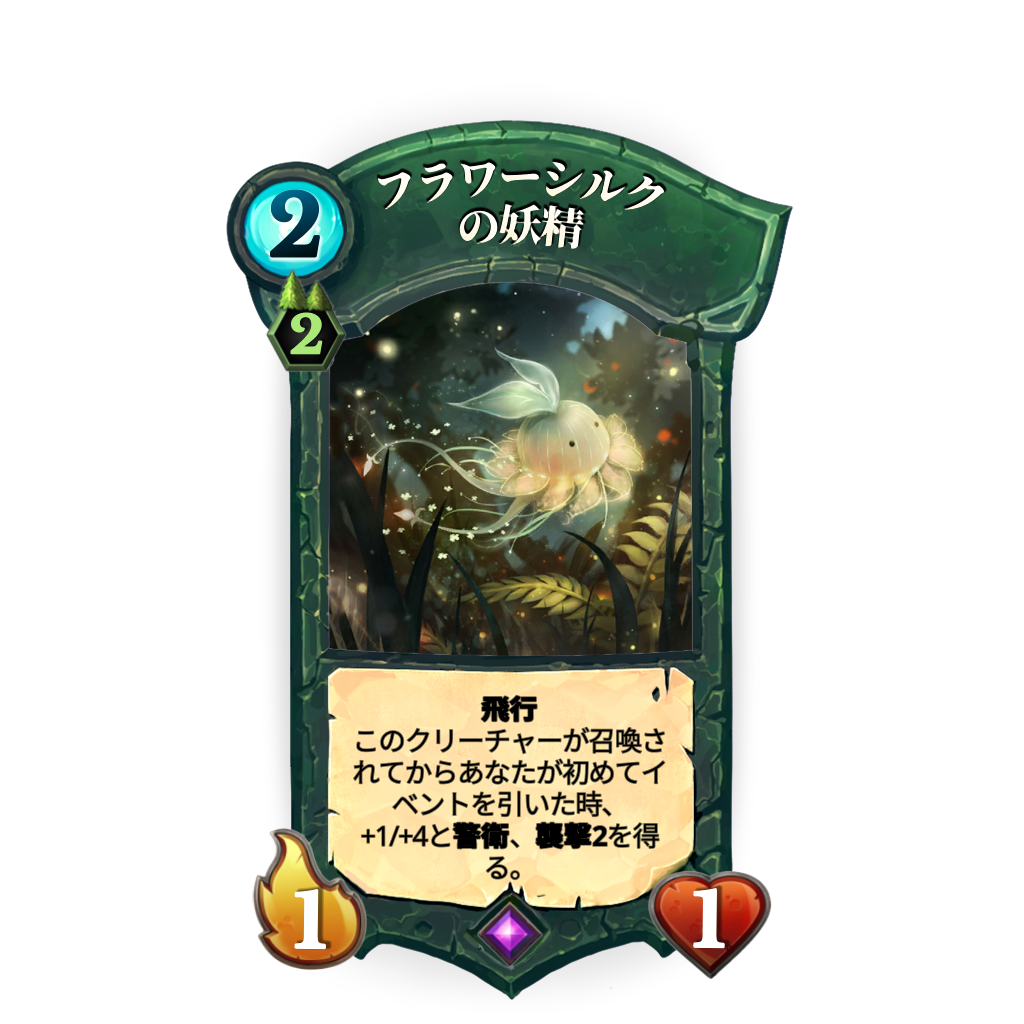 2
フラワーシルク
の妖精
2
飛行
このクリーチャーが召喚さ
れてからあなたが初めてイ
ベントを引いた時、
+1/+4と警衛、襲撃2を得
る。
1
1